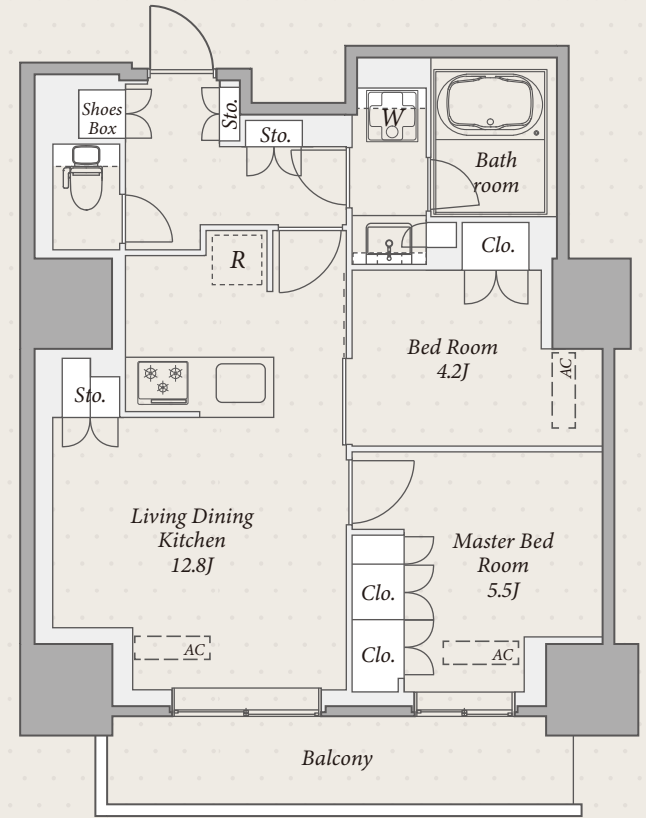 Shoes
Box
Sto.
Sto.
W
Bath
room
R
Clo.
Bed Room
4.2J
AC
Sto.
Living Dining
Kitchen
12.8J
Master Bed
Room
5.5J
Clo.
Clo.
AC
AC
Balcony